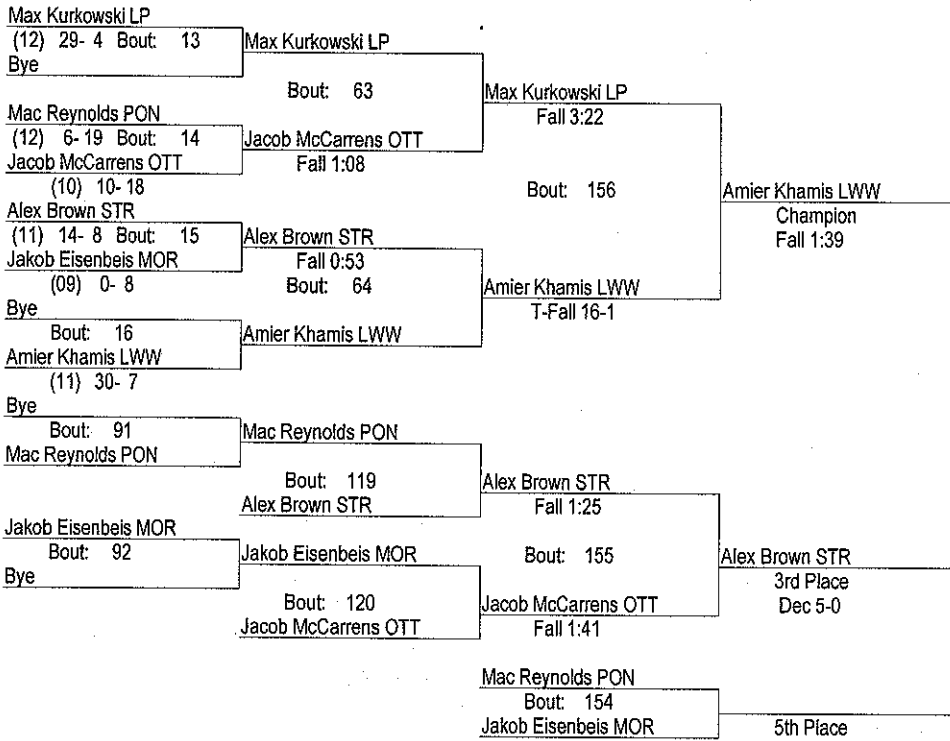 Max Kurkowski LP
(12) 29- 4 Bout: 13
Bye
Max Kurkowski LP
Bout: 63
Mac Reynolds PON
(12) 6-19 Bout: 14
Jacob McCarrens OTT
(10) 10-18
Jacob McCarrens OTT
Fall 1:08
Max Kurkowski LP
Fall 3:22
Bout: 156
Alex Brown STR
(11) 14- 8 Bout: 15
Jakob Eisenbeis MOR
(09) 0- 8
Alex Brown STR
Fall 0:53
Bout: 64
Bye
Bout: 16
Amier Khamis LWW
(11) 30- 7
Amier Khamis LWW
Amier Khamis LWW
T-Fall 16-1
Amier Khamis LWW
Champion
Fall 1:39
Bye
Bout: 91
Mac Reynolds PON
Mac Reynolds PON
Bout: 119
Alex Brown STR
Alex Brown STR
Fall 1:25
Bout: 155
Jakob Eisenbeis MOR
Bout: 92
Bye
Jakob Eisenbeis MOR
Bout: 120
Jacob McCarrens OTT
Jacob McCarrens OTT
Fall 1:41
Alex Brown STR
3rd Place
Dec 5-0
Mac Reynolds PON
Bout: 154
Jakob Eisenbeis MOR
5th Place